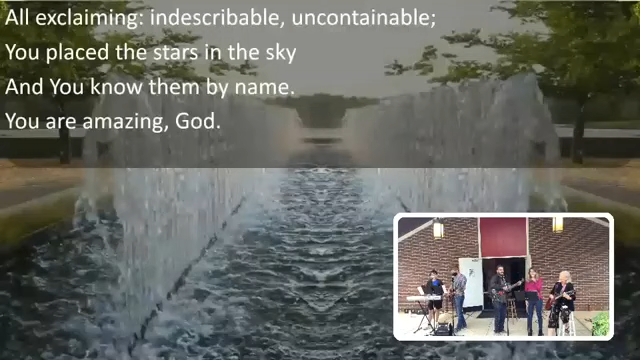 All exclaiming: indescribable, uncontainable;
You placed the stars in the sky
And You know them by name.
You are amazing, God.